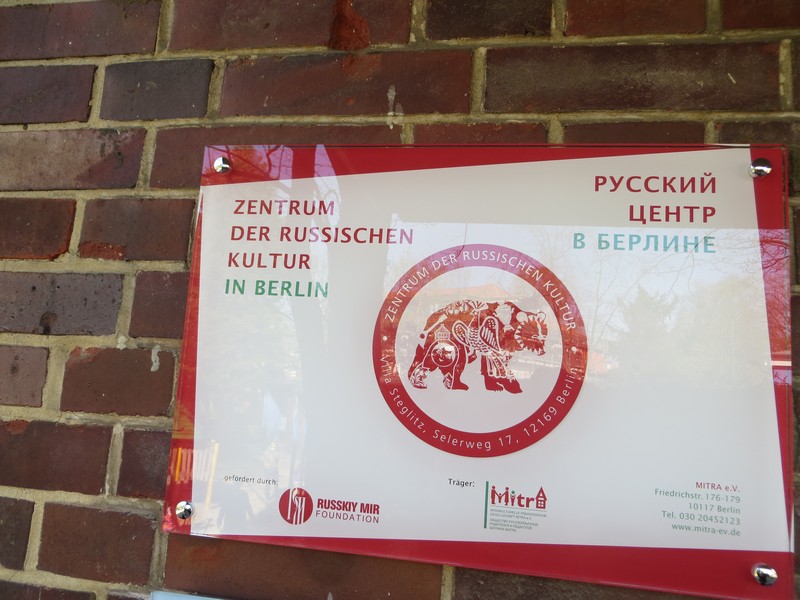 ZENTRUM
DER RUSSISCHEN
KULTUR
IN BERLIN
РУССКИЙ
ЦЕНТР
В БЕРЛИНЕ
ZENTRUM DER RUSSISCHEN KULTUR
Steglitz, Selerweg 17, 12169 Berlin
gefördert durch:
RUSSKIY MIR
FOUNDATION
Träger:
Mitra
MITRA e.V.
Friedrichstr. 176-179
10117 Berlin
Tel. 030 20452123
www.mitra-ev.de